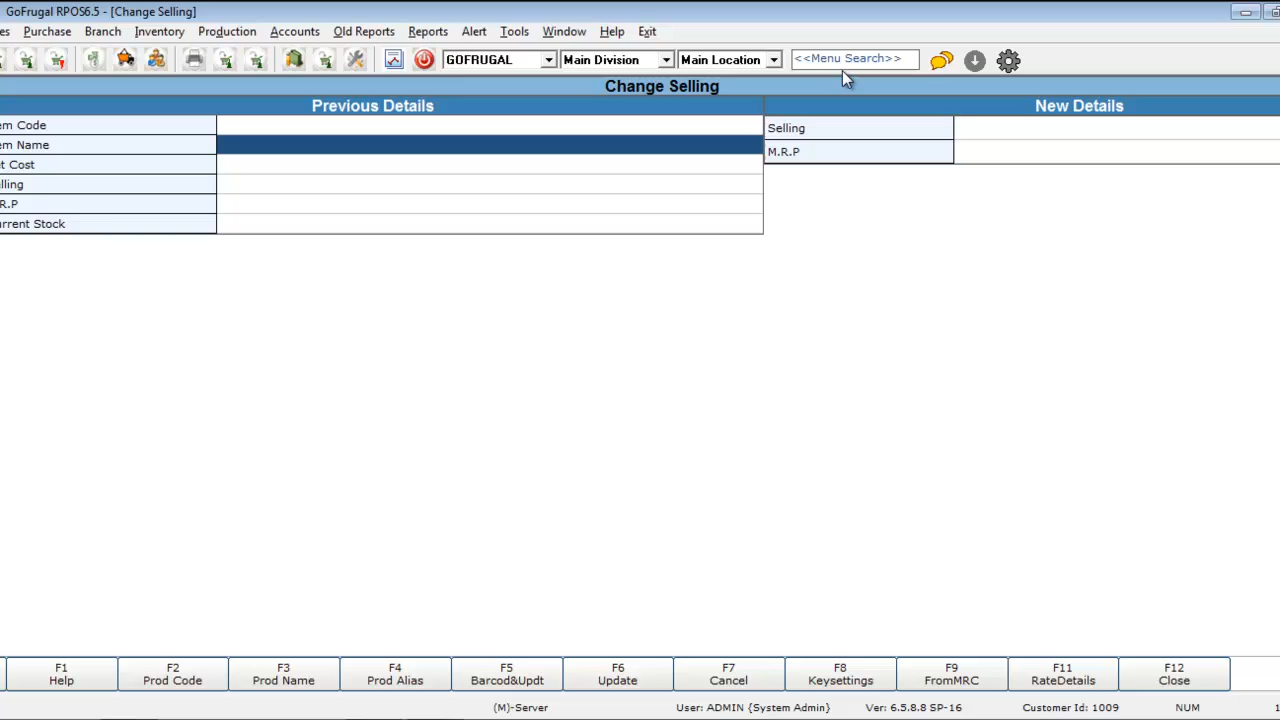 GoFrugal RPOS6.5 - [Change Selling]
es Purchase Branch Inventory Production Accounts Old Reports Reports Alert Tools Window Help Exit
GOFRUGAL Main Division Main Location <<Menu Search>>
Change Selling
Previous Details New Details
em Code
em Name
t Cost
lling
.R.P
urrent Stock
Selling
M.R.P
F1 F2 F3 F4 F5 F6 F7 F8 F9 F11 F12
Help Prod Code Prod Name Prod Alias Barcod&Updt Update Cancel Keysettings FromMRC RateDetails Close
(M)-Server User: ADMIN {System Admin} Ver: 6.5.8.8 SP-16 Customer Id: 1009 NUM 1